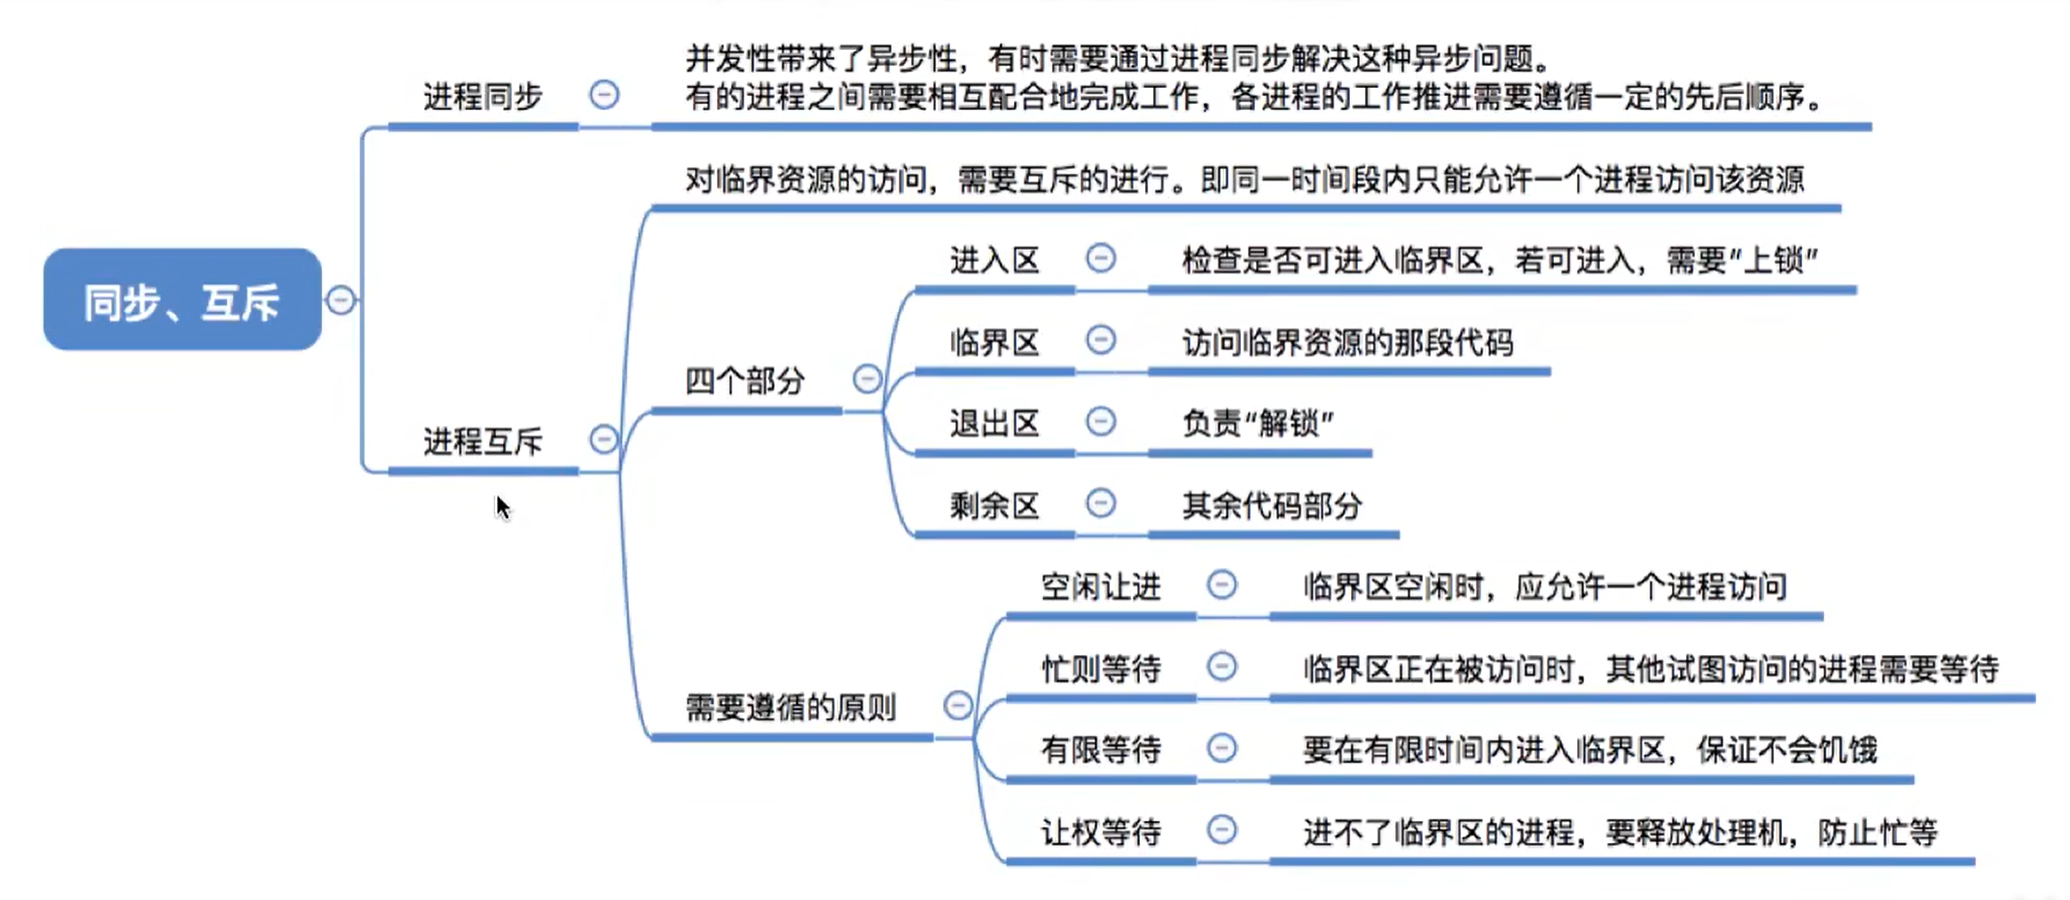 同步、互斥
进程同步
并发性带来了异步性，有时需要通过进程同步解决这种异步问题。
有的进程之间需要相互配合地完成工作，各进程的工作推进需要遵循一定的先后顺序。
进程互斥
对临界资源的访问，需要互斥的进行。即同一时间段内只能允许一个进程访问该资源
四个部分
进入区
检查是否可进入临界区，若可进入，需要“上锁”
临界区
访问临界资源的那段代码
退出区
负责“解锁”
剩余区
其余代码部分
需要遵循的原则
空闲让进
临界区空闲时，应允许一个进程访问
忙则等待
临界区正在被访问时，其他试图访问的进程需要等待
有限等待
要在有限时间内进入临界区，保证不会饥饿
让权等待
进不了临界区的进程，要释放处理机，防止忙等